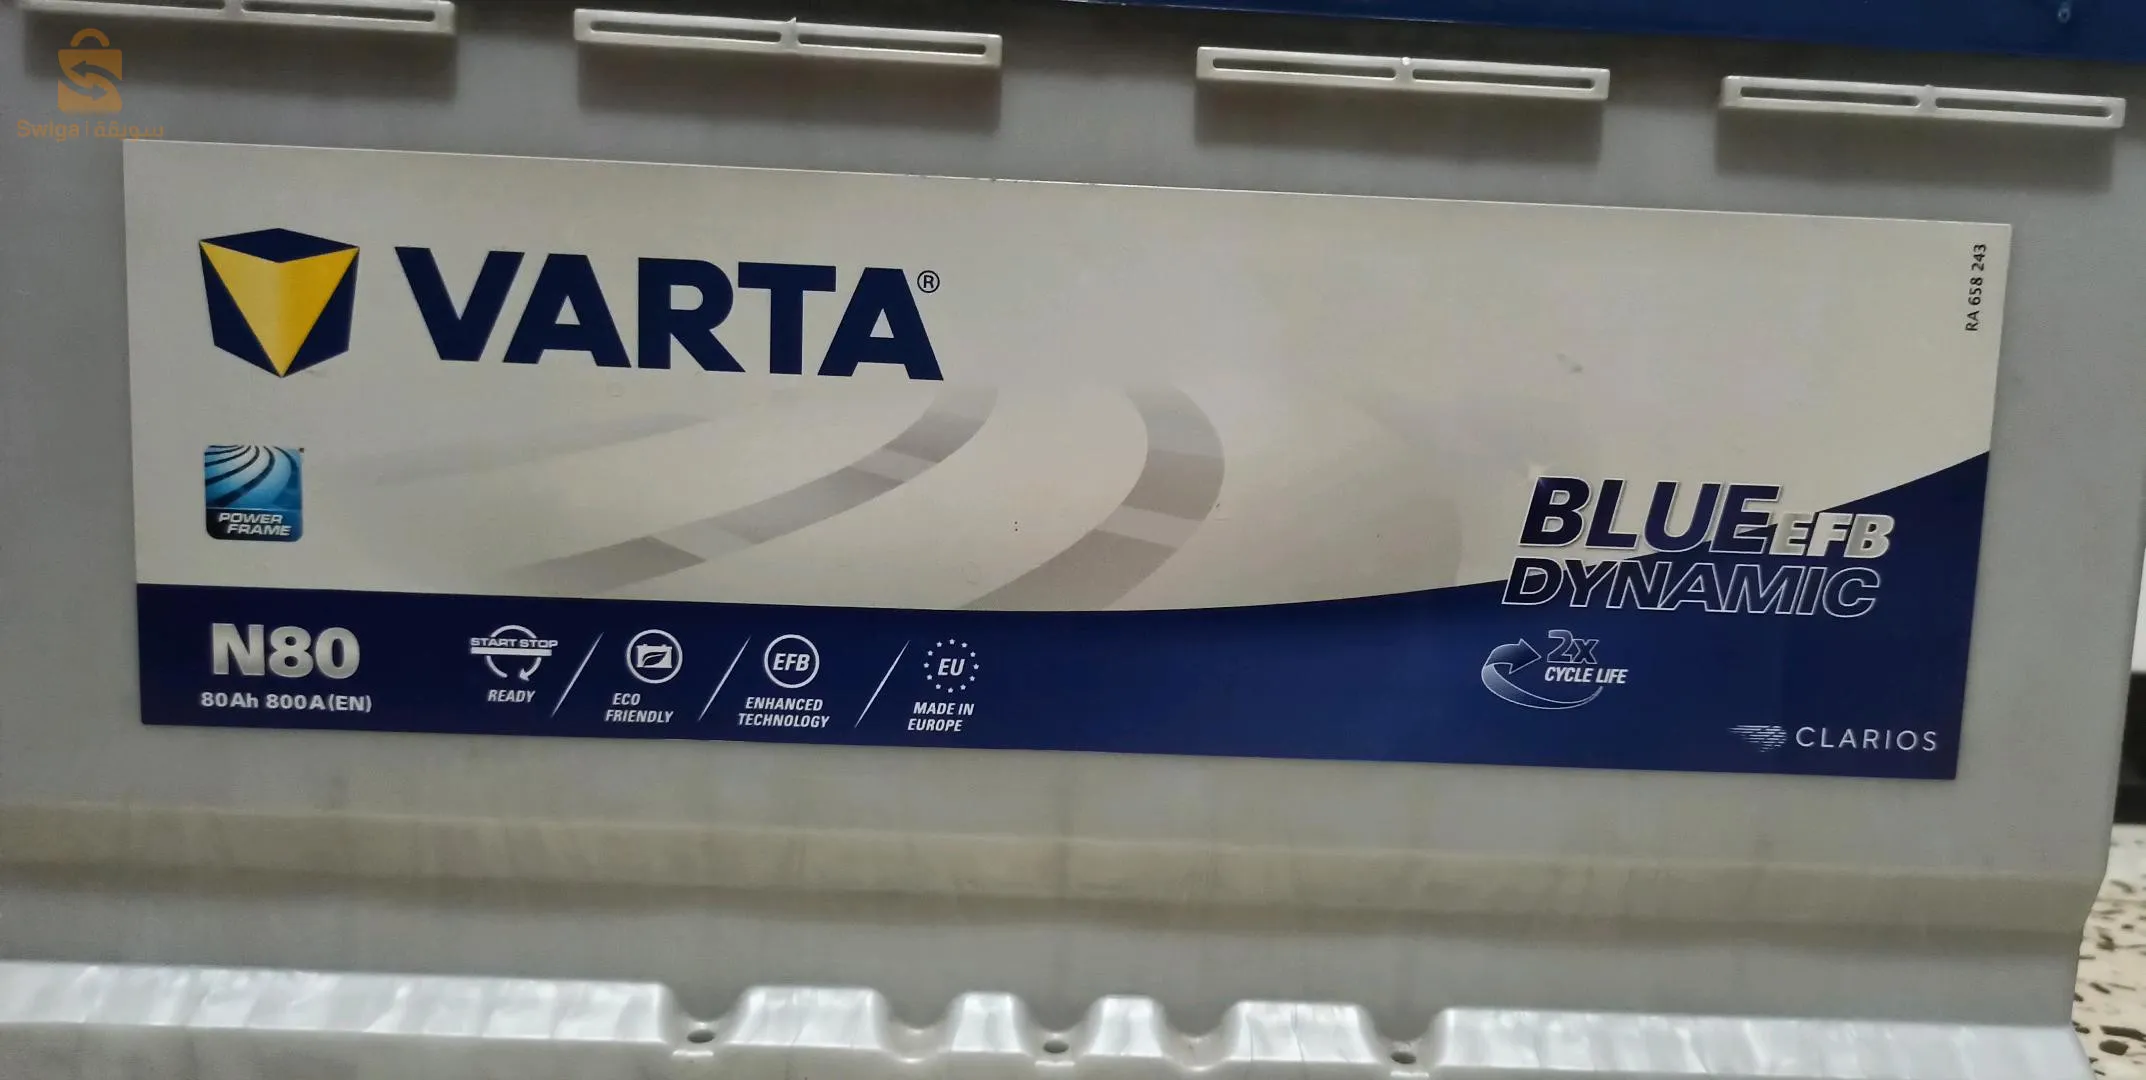 Swiga | سويقة
VARTA®
RA 658 243
POWER
FRAME
BLUE EFB
DYNAMIC
N80
80Ah 800A(EN)
START STOP
READY
ECO
FRIENDLY
EFB
ENHANCED
TECHNOLOGY
EU
MADE IN
EUROPE
2x
CYCLE LIFE
CLARIOS